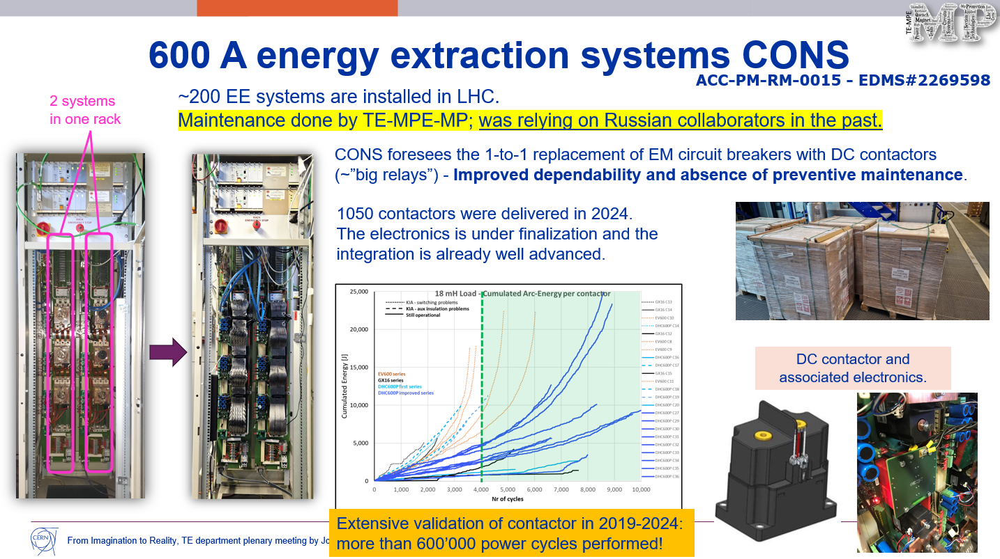 TE-MPE
MP
600 A energy extraction systems CONS
ACC-PM-RM-0015 - EDMS#2269598
2 systems
in one rack
~200 EE systems are installed in LHC.
Maintenance done by TE-MPE-MP; was relying on Russian collaborators in the past.
CONS foresees the 1-to-1 replacement of EM circuit breakers with DC contactors
(~”big relays”) - Improved dependability and absence of preventive maintenance.
1050 contactors were delivered in 2024.
The electronics is under finalization and the
integration is already well advanced.
18 mH Load - Cumulated Arc-Energy per contactor
KIA - switching problems
KIA - aux insulation problems
Still operational
Cumulated Energy [J]
25,000
20,000
15,000
10,000
5,000
0
EV600 series
GX16 series
DHC600P first series
DHC600P improved series
0 1,000 2,000 3,000 4,000 5,000 6,000 7,000 8,000 9,000 10,000
Nr of cycles
GX16 C13
GX16 C14
EV600 C10
DHC600P C14
GX16 C12
EV600 C8
EV600 C9
DHC600P C16
DHC600P C17
GX16 C15
EV600 C11
DHC600P C18
DHC600P C19
DHC600P C20
DHC600P C27
DHC600P C29
DHC600P C30
DHC600P C31
DHC600P C32
DHC600P C33
DHC600P C34
DHC600P C35
DHC600P C36
DC contactor and
associated electronics.
Extensive validation of contactor in 2019-2024:
more than 600’000 power cycles performed!
CERN
From Imagination to Reality, TE department plenary meeting by Jo